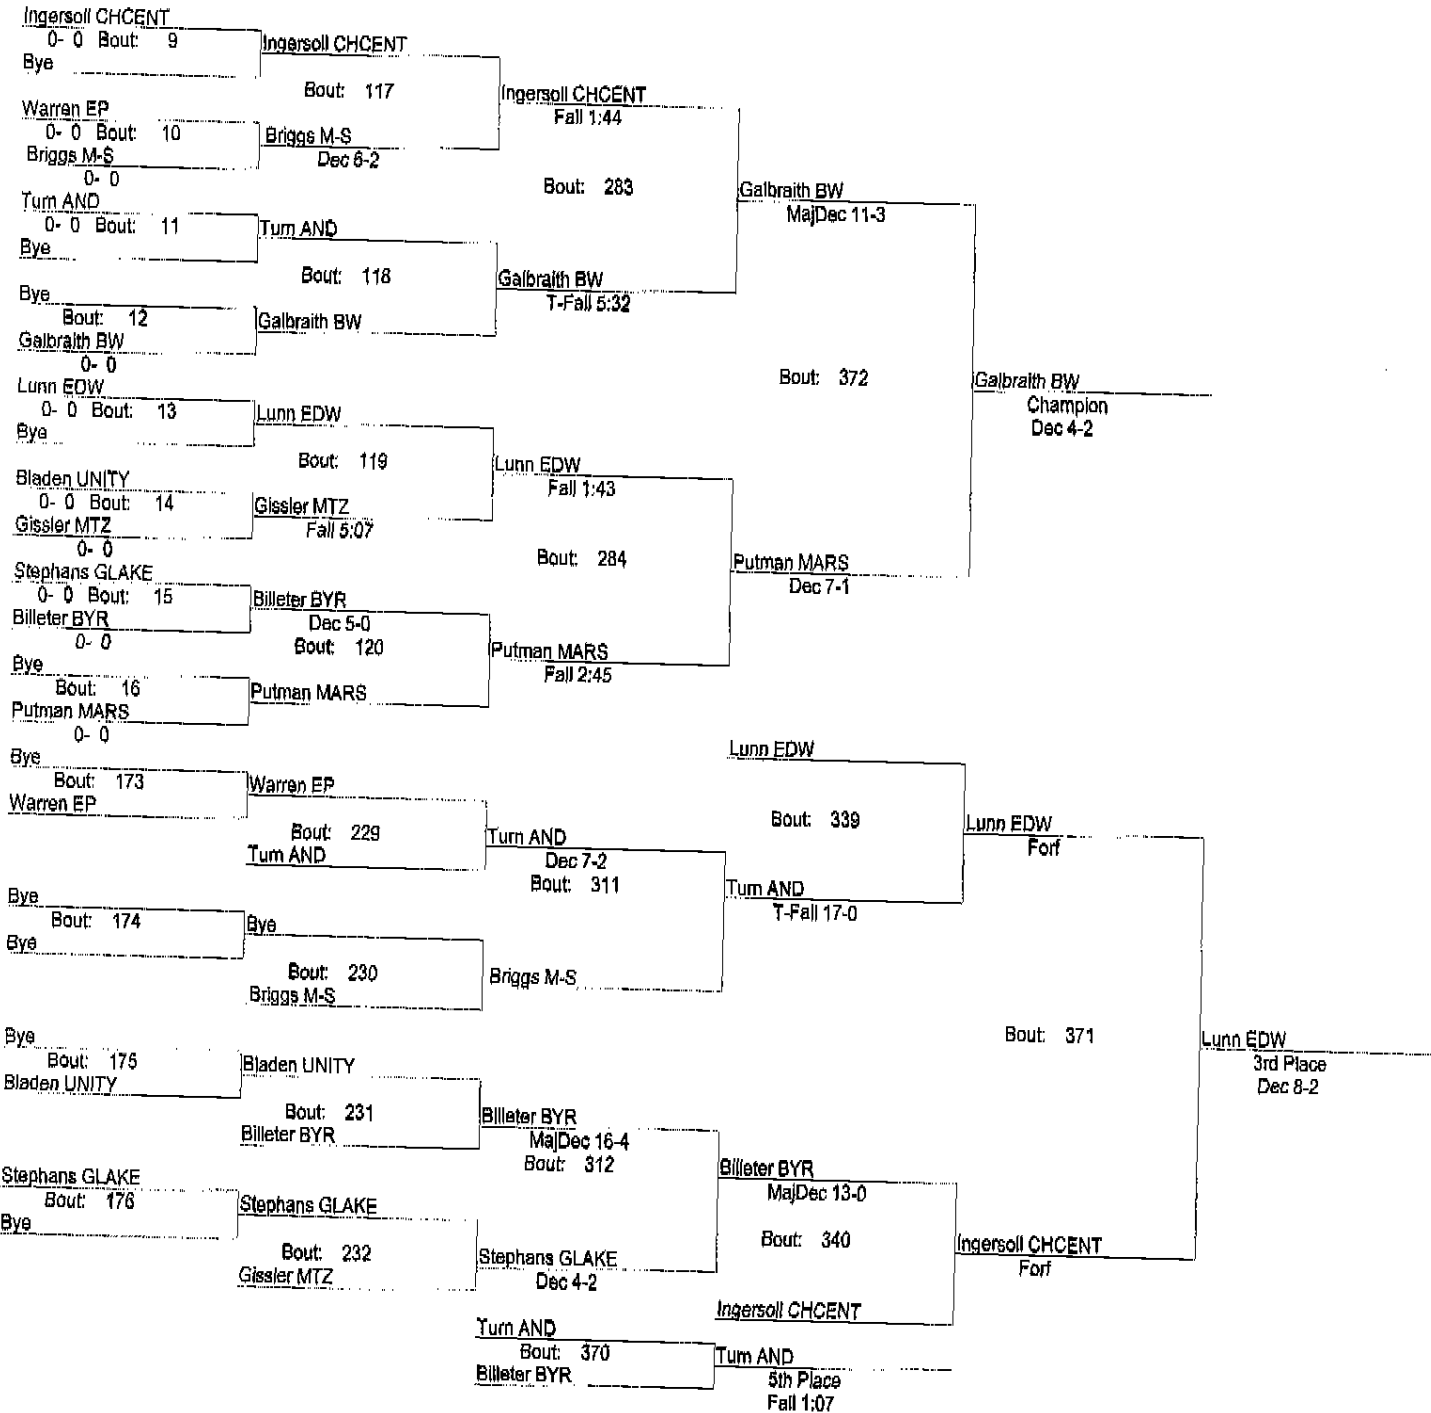 Ingersoll CHCENT
0- 0 Bout: 9
Bye
Ingersoll CHCENT
Bout: 117
Warren EP
0- 0 Bout: 10
Briggs M-S
0- 0
Briggs M-S
Dec 6-2
Ingersoll CHCENT
Fall 1:44
Bout: 283
Turn AND
0- 0 Bout: 11
Bye
Turn AND
Bout: 118
Bye
Bout: 12
Galbraith BW
0- 0
Galbraith BW
Galbraith BW
T-Fall 5:32
Galbraith BW
MajDec 11-3
Bout: 372
Galbraith BW
Champion
Dec 4-2
Lunn EDW
0- 0 Bout: 13
Bye
Lunn EDW
Bout: 119
Bladen UNITY
0- 0 Bout: 14
Gissler MTZ
0- 0
Gissler MTZ
Fall 5:07
Lunn EDW
Fall 1:43
Bout: 284
Stephans GLAKE
0- 0 Bout: 15
Billeter BYR
0- 0
Billeter BYR
Dec 5-0
Bout: 120
Bye
Bout: 16
Putman MARS
0- 0
Putman MARS
Putman MARS
Fall 2:45
Putman MARS
Dec 7-1
Bye
Bout: 173
Warren EP
Warren EP
Bout: 229
Turn AND
Turn AND
Dec 7-2
Bout: 311
Bye
Bout: 174
Bye
Bye
Bout: 230
Briggs M-S
Briggs M-S
Lunn EDW
Bout: 339
Turn AND
T-Fall 17-0
Lunn EDW
Forf
Bout: 371
Lunn EDW
3rd Place
Dec 8-2
Bye
Bout: 175
Bladen UNITY
Bladen UNITY
Bout: 231
Billeter BYR
Billeter BYR
MajDec 16-4
Bout: 312
Stephans GLAKE
Bout: 176
Bye
Stephans GLAKE
Bout: 232
Gissler MTZ
Stephans GLAKE
Dec 4-2
Billeter BYR
MajDec 13-0
Bout: 340
Ingersoll CHCENT
Ingersoll CHCENT
Forf
Turn AND
Bout: 370
Billeter BYR
Turn AND
5th Place
Fall 1:07